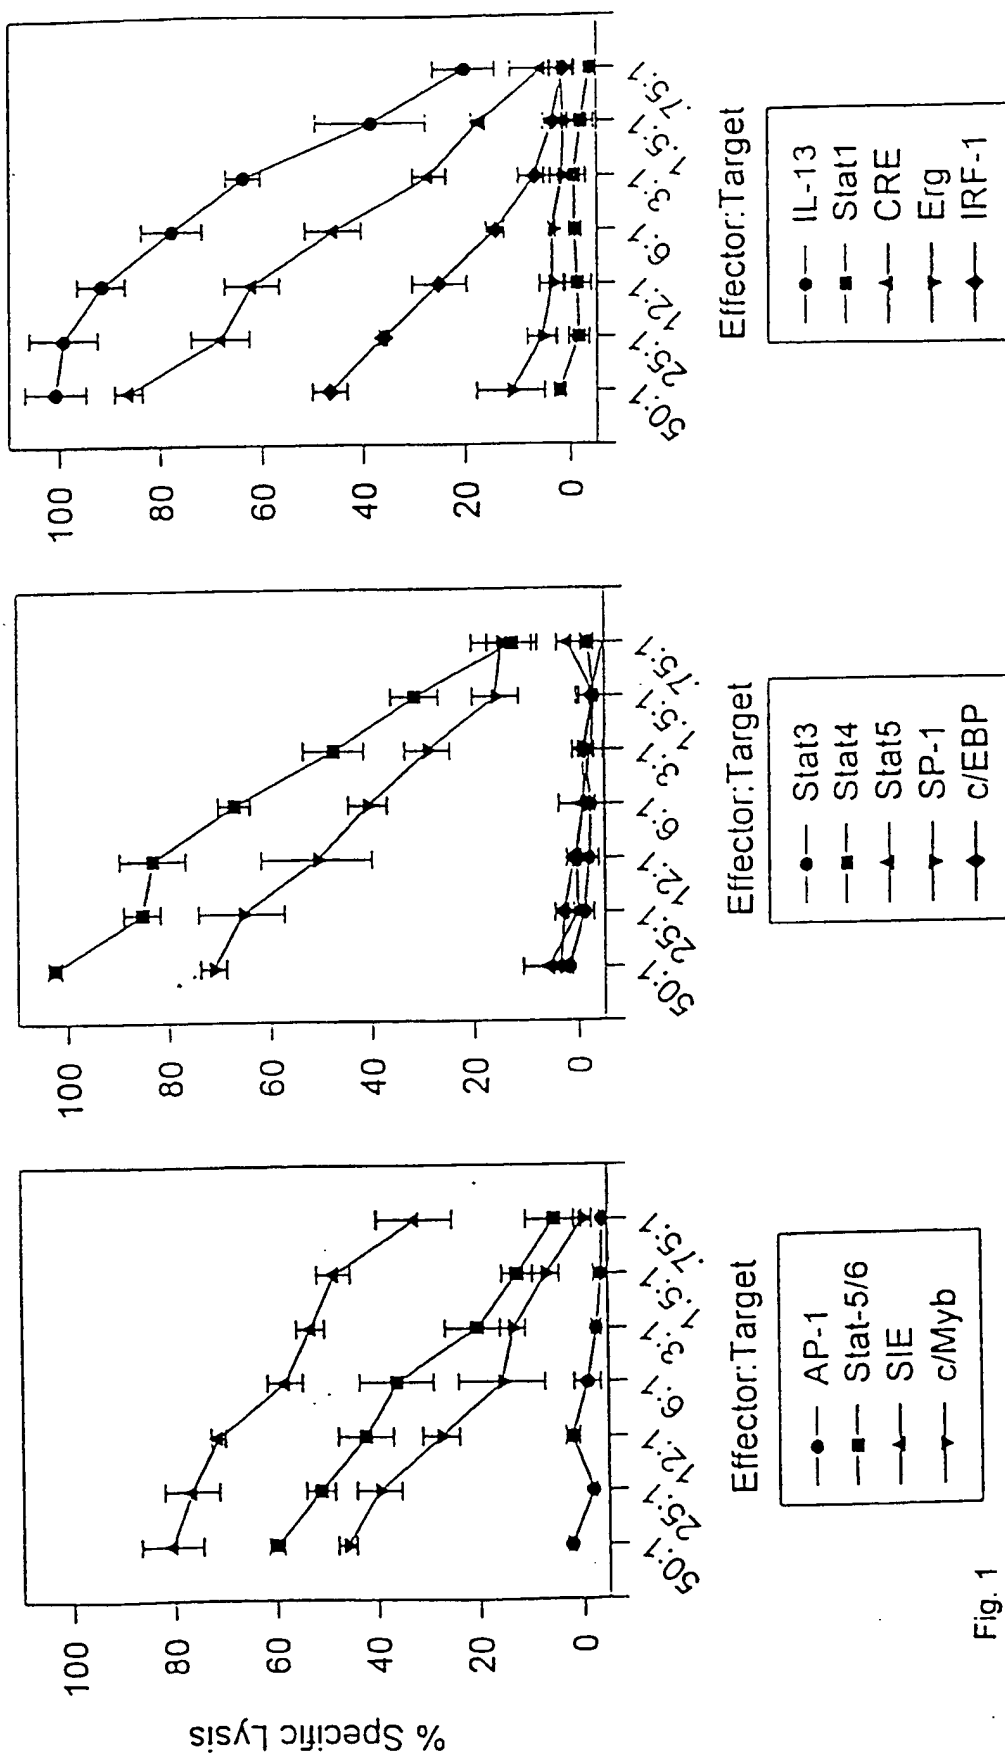 % Specific Lysis
100
80
60
40
20
0
50:1 25:1 12:1 6:1 3:1 1.5:1 .75:1
Effector:Target
AP-1
Stat-5/6
SIE
c/Myb
100
80
60
40
20
0
50:1 25:1 12:1 6:1 3:1 1.5:1 .75:1
Effector:Target
Stat3
Stat4
Stat5
SP-1
c/EBP
100
80
60
40
20
0
50:1 25:1 12:1 6:1 3:1 1.5:1 .75:1
Effector:Target
IL-13
Stat1
CRE
Erg
IRF-1
Fig. 1